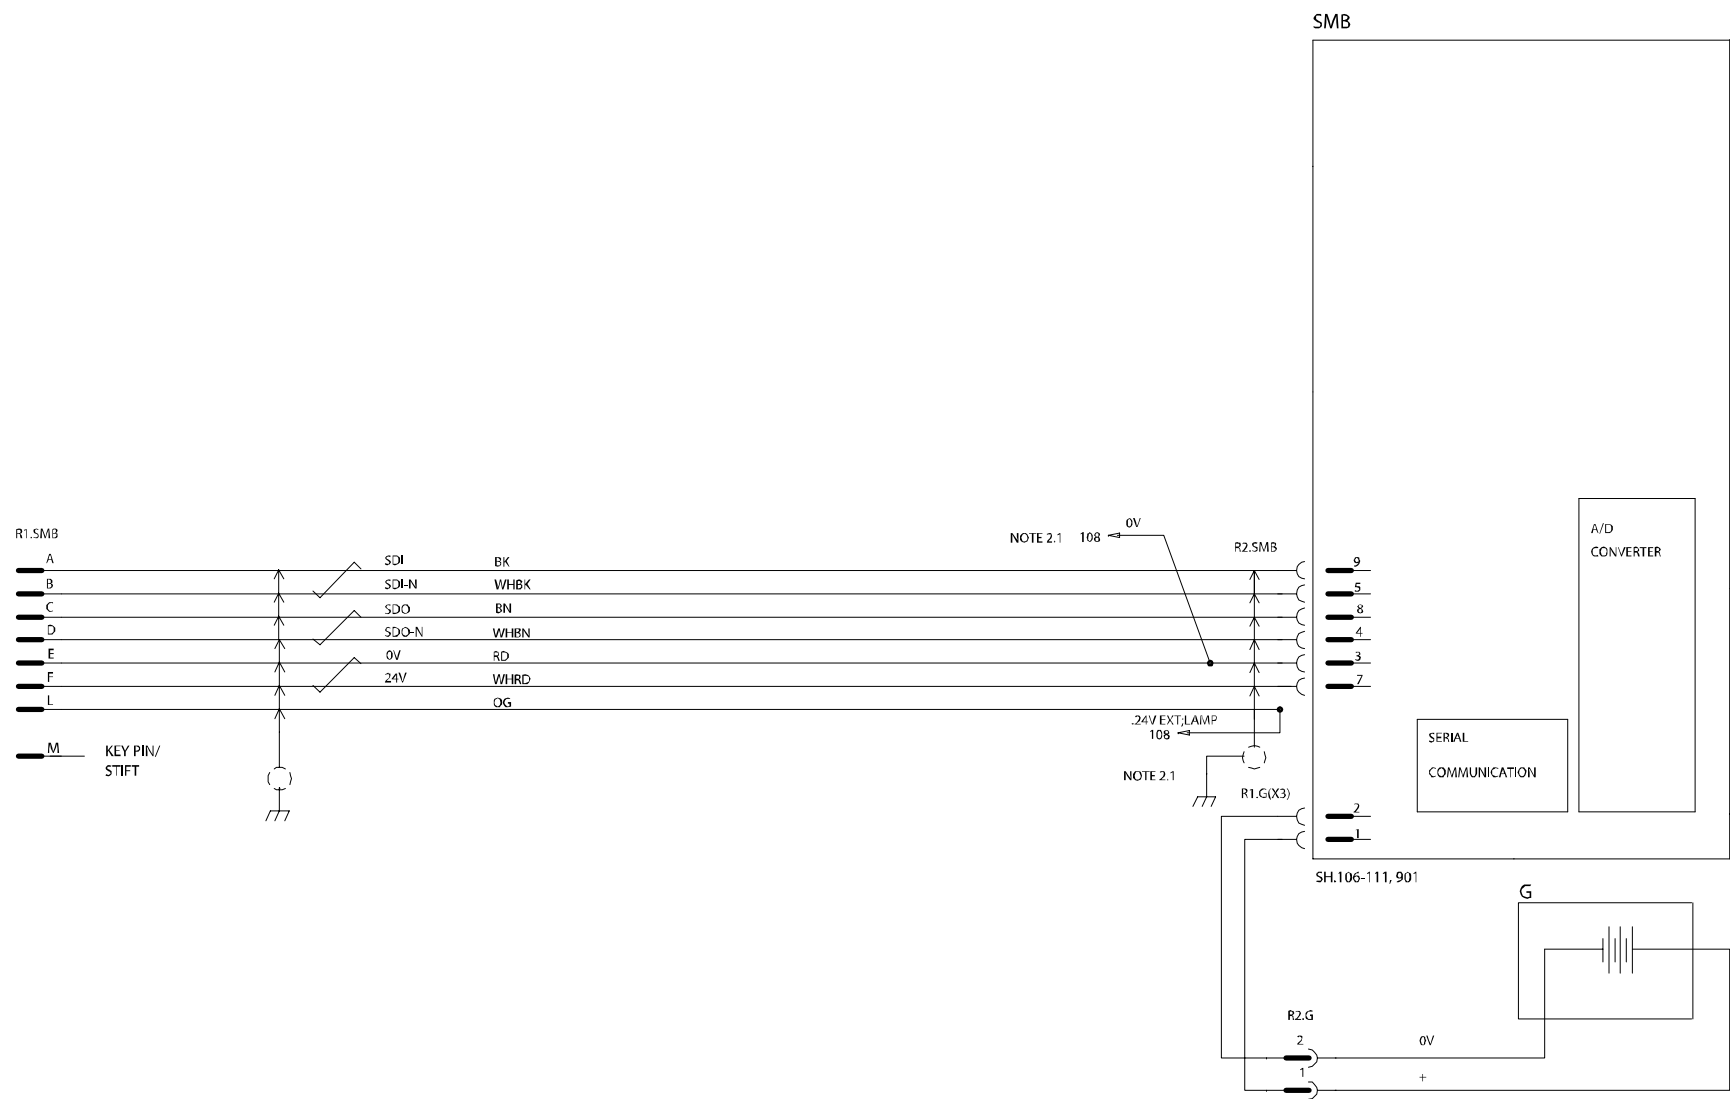 SMB
R1.SMB
A SDI BK
B SDI-N WHBK
C SDO BN
D SDO-N WHBN
E 0V RD
F 24V WHRD
L OG
M KEY PIN/
STIFT
0V
NOTE 2.1 108
R2.SMB
9
5
8
4
3
7
.24V EXT;LAMP
108
NOTE 2.1
R1.G(X3)
2
1
A/D
CONVERTER
SERIAL
COMMUNICATION
SH.106-111, 901
G
R2.G
2 0V
1 +